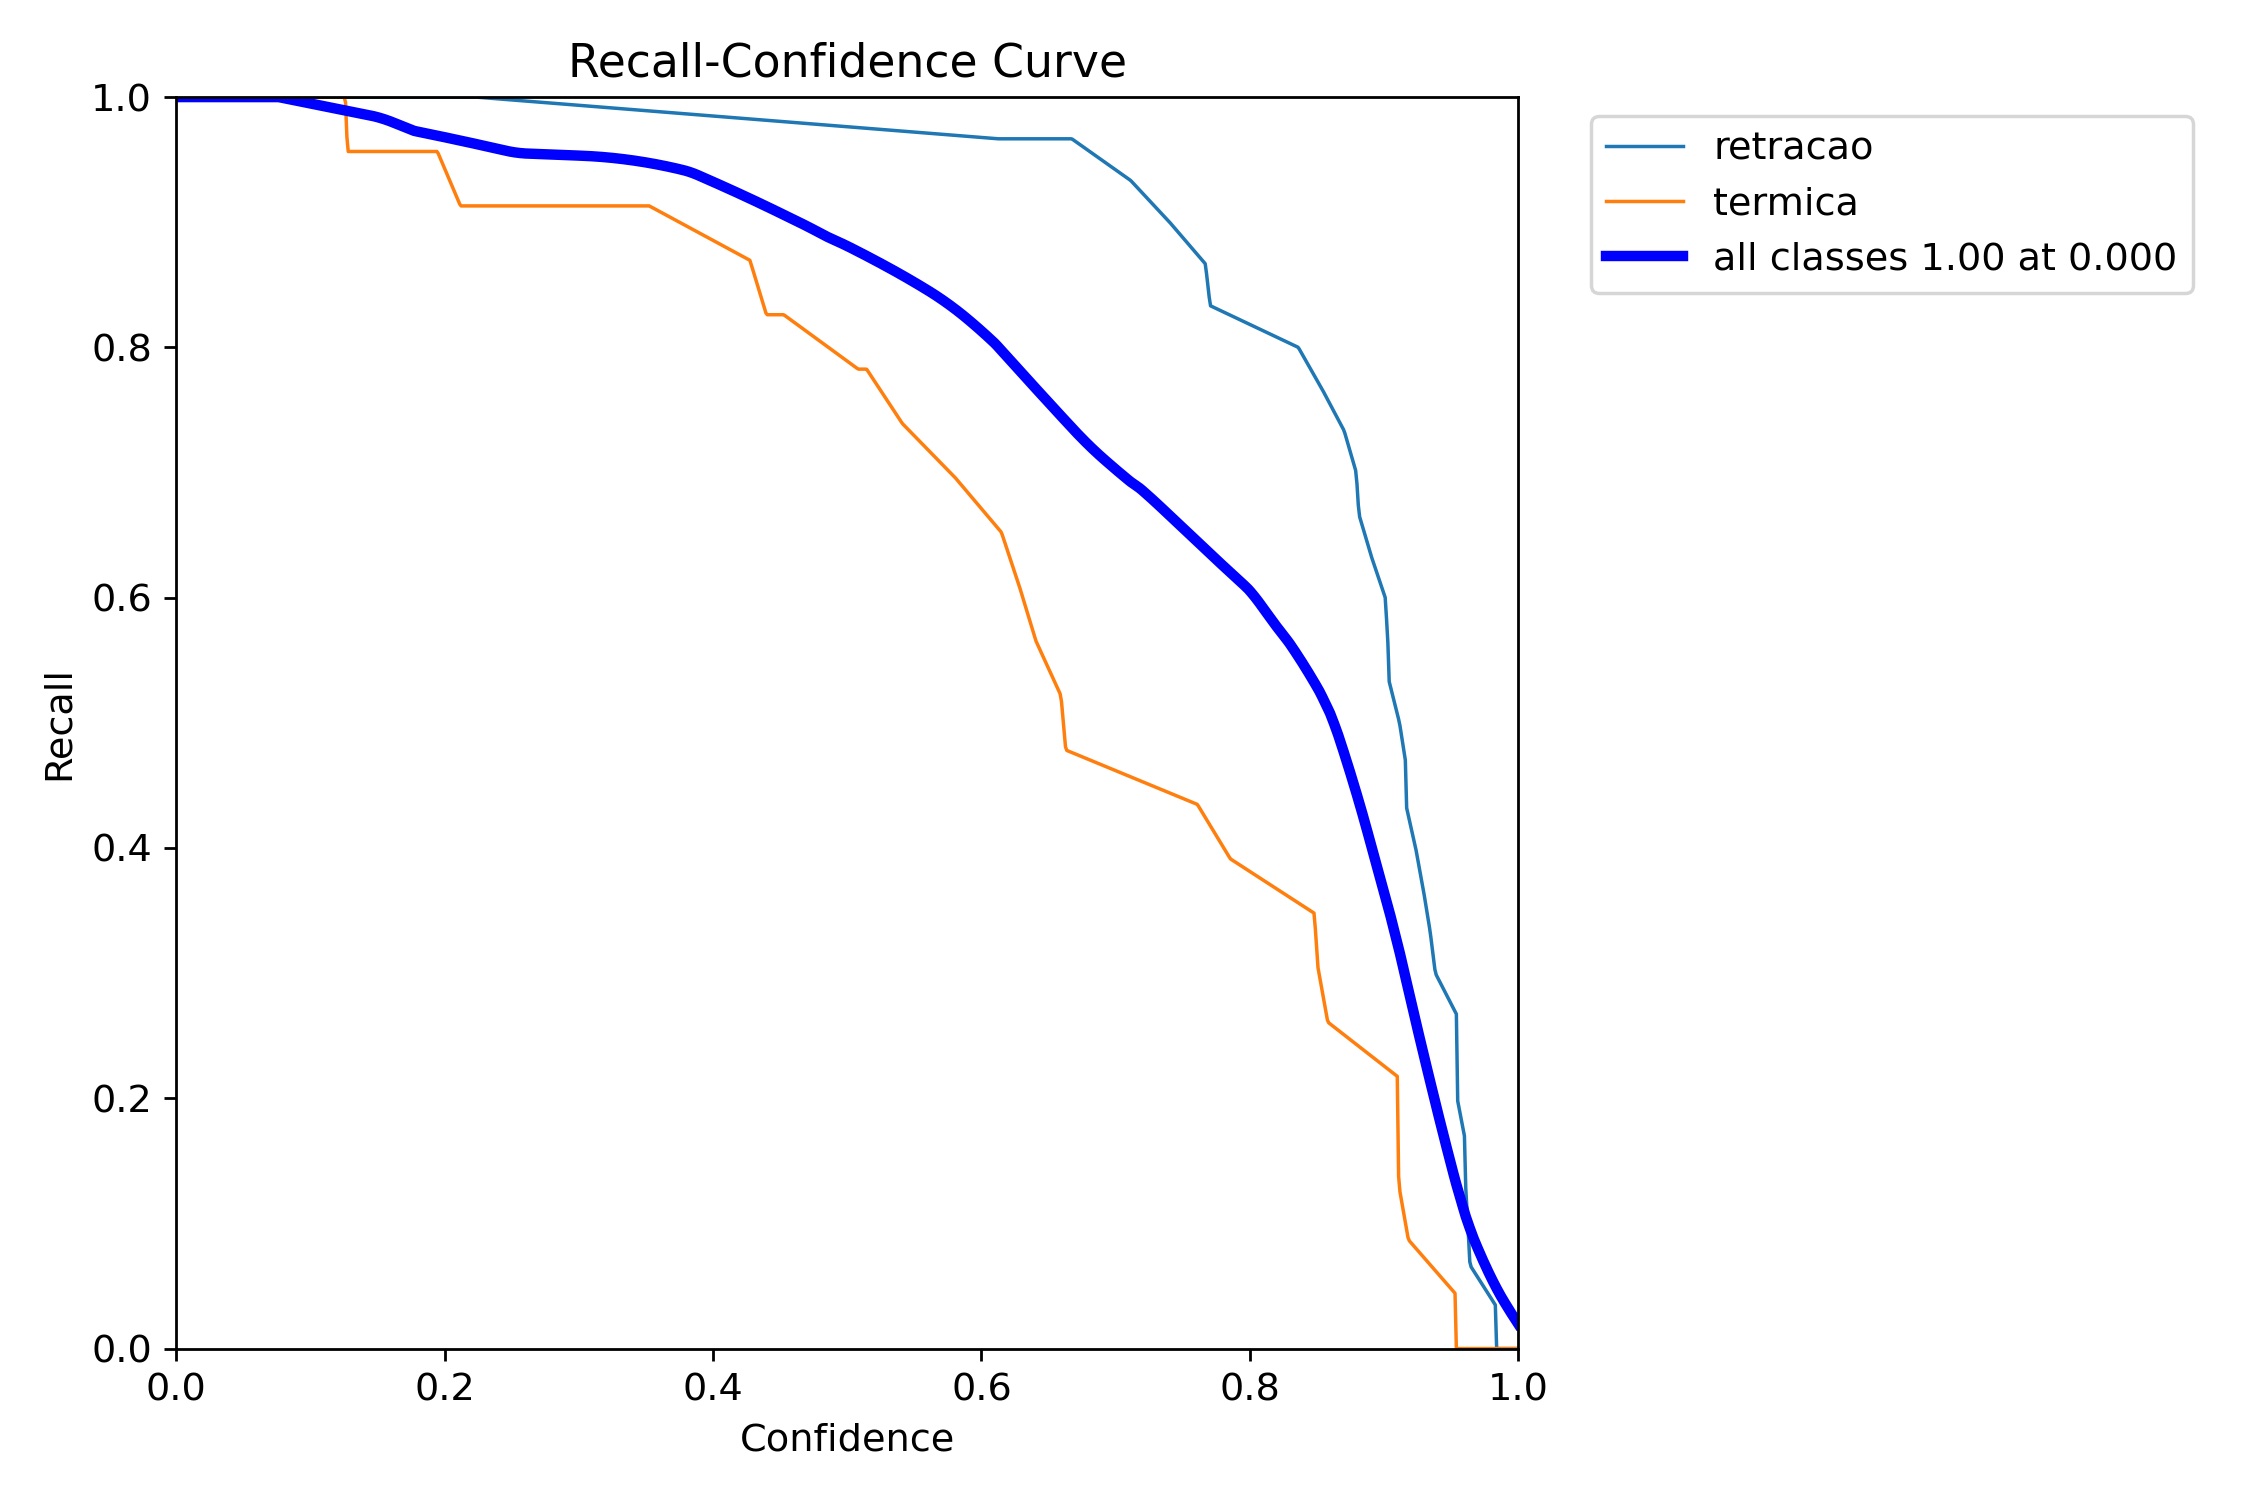 Recall-Confidence Curve
1.0
0.8
0.6
0.4
0.2
0.0
Recall
0.0 0.2 0.4 0.6 0.8 1.0
Confidence
retracao
termica
all classes 1.00 at 0.000